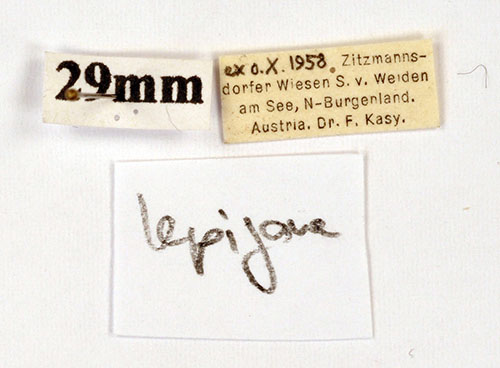 29mm
ex o.X. 1958. Zitzmanns-
dorfer Wiesen S. v. Weiden
am See, N-Burgenland.
Austria. Dr. F. Kasy.
lepigone